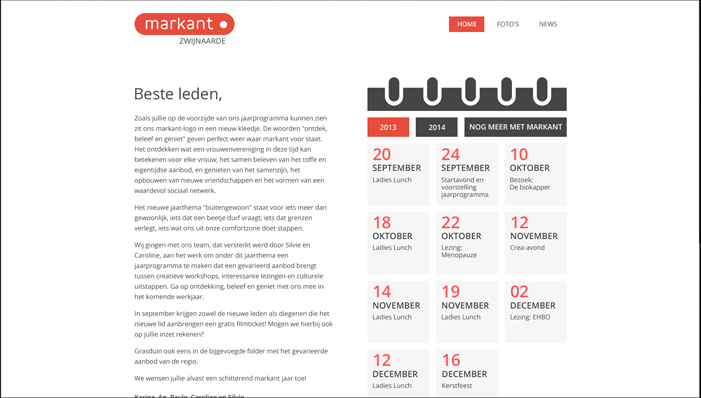 markant
ZWIJNAARDE
HOME
FOTO'S
NEWS
Beste leden,
Zoals jullie op de voorzijde van ons jaarprogramma kunnen zien
zit ons markant-logo in een nieuw kleedje. De woorden "ontdek,
beleef en geniet" geven perfect weer waar markant voor staat.
Het ontdekken wat een vrouwenvereniging in deze tijd kan
betekenen voor elke vrouw, het samen beleven van het toffe en
eigentijdse aanbod, en genieten van het samenzijn, het
opbouwen van nieuwe vriendschappen en het vormen van een
waardevol sociaal netwerk.
Het nieuwe jaarthema "buitengewoon" staat voor iets meer dan
gewoonlijk, iets dat een beetje durf vraagt, iets dat grenzen
verlegt, iets wat ons uit onze comfortzone doet stappen.
Wij gingen met ons team, dat versterkt werd door Silvie en
Caroline, aan het werk om onder dit jaarthema een
jaarprogramma te maken dat een gevarieerd aanbod brengt
tussen creatieve workshops, interessante lezingen en culturele
uitstappen. Ga op ontdekking, beleef en geniet met ons mee in
het komende werkjaar.
In september krijgen zowel de nieuwe leden als diegenen die het
nieuwe lid aanbrengen een gratis filmticket! Mogen we hierbij ook
op jullie inzet rekenen?
Grasduin ook eens in de bijgevoegde folder met het gevarieerde
aanbod van de regio.
We wensen jullie alvast een schitterend markant jaar toe!
Karina, An, Paule, Caroline en Silvie
2013
2014
NOG MEER MET MARKANT
20
SEPTEMBER
Ladies Lunch
24
SEPTEMBER
Startavond en
voorstelling
jaarprogramma
10
OKTOBER
Bezoek:
De biokapper
18
OKTOBER
Ladies Lunch
22
OKTOBER
Lezing:
Menopauze
12
NOVEMBER
Crea-avond
14
NOVEMBER
Ladies Lunch
19
NOVEMBER
Ladies Lunch
02
DECEMBER
Lezing: EHBO
12
DECEMBER
Ladies Lunch
16
DECEMBER
Kerstfeest